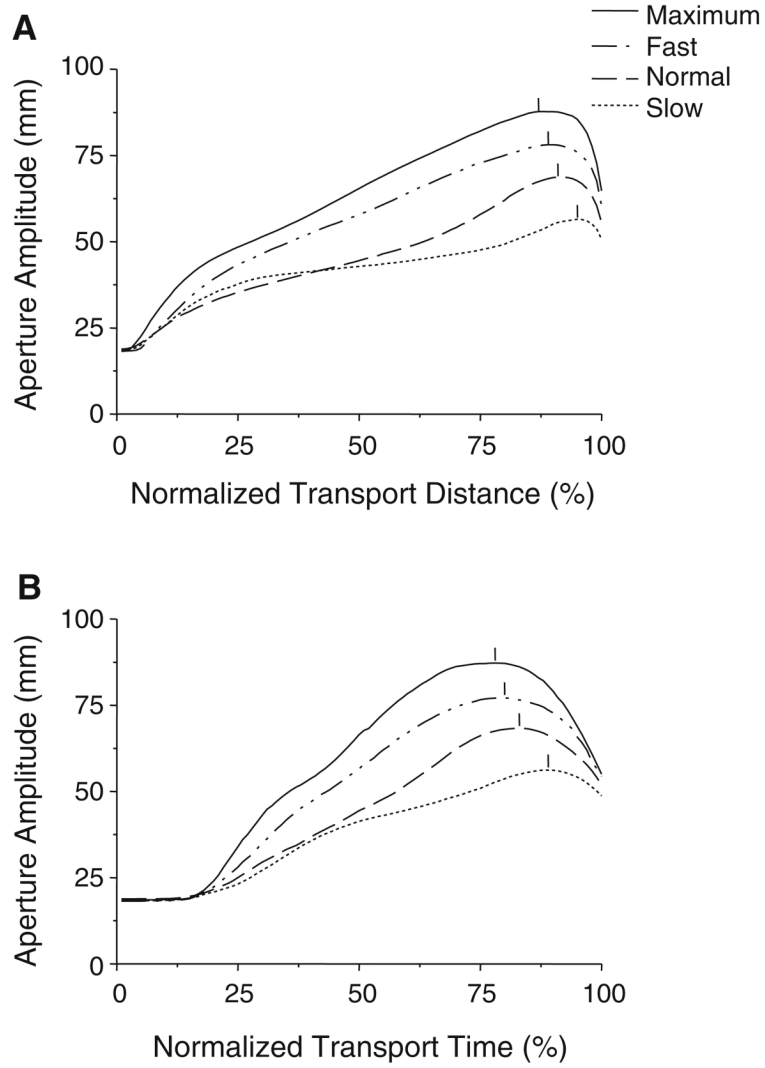 A
Maximum
Fast
Normal
Slow
Aperture Amplitude (mm)
100
75
50
25
0
0 25 50 75 100
Normalized Transport Distance (%)
B
Aperture Amplitude (mm)
100
75
50
25
0
0 25 50 75 100
Normalized Transport Time (%)